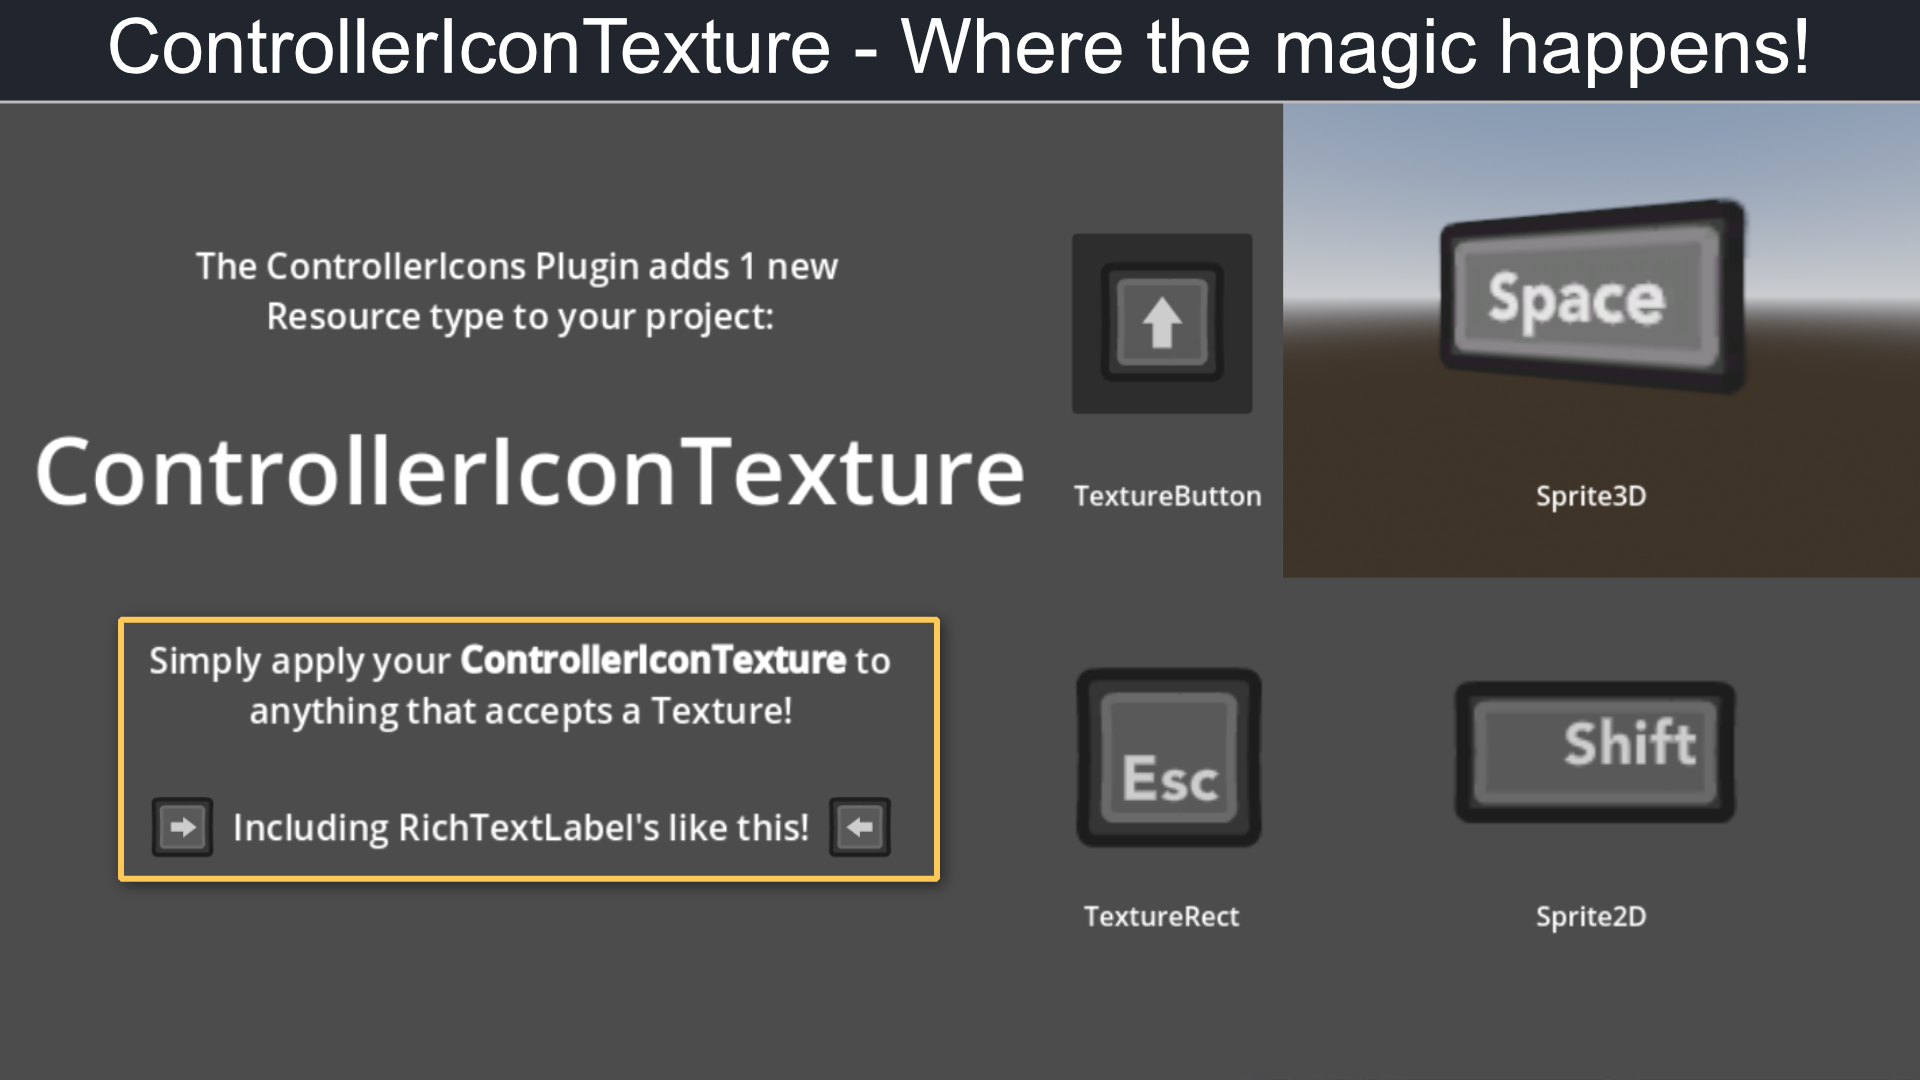 ControllerIconTexture - Where the magic happens!
The ControllerIcons Plugin adds 1 new
Resource type to your project:
ControllerIconTexture
Simply apply your ControllerIconTexture to
anything that accepts a Texture!
Including RichTextLabel's like this!
TextureButton
Space
Sprite3D
Esc
TextureRect
Shift
Sprite2D